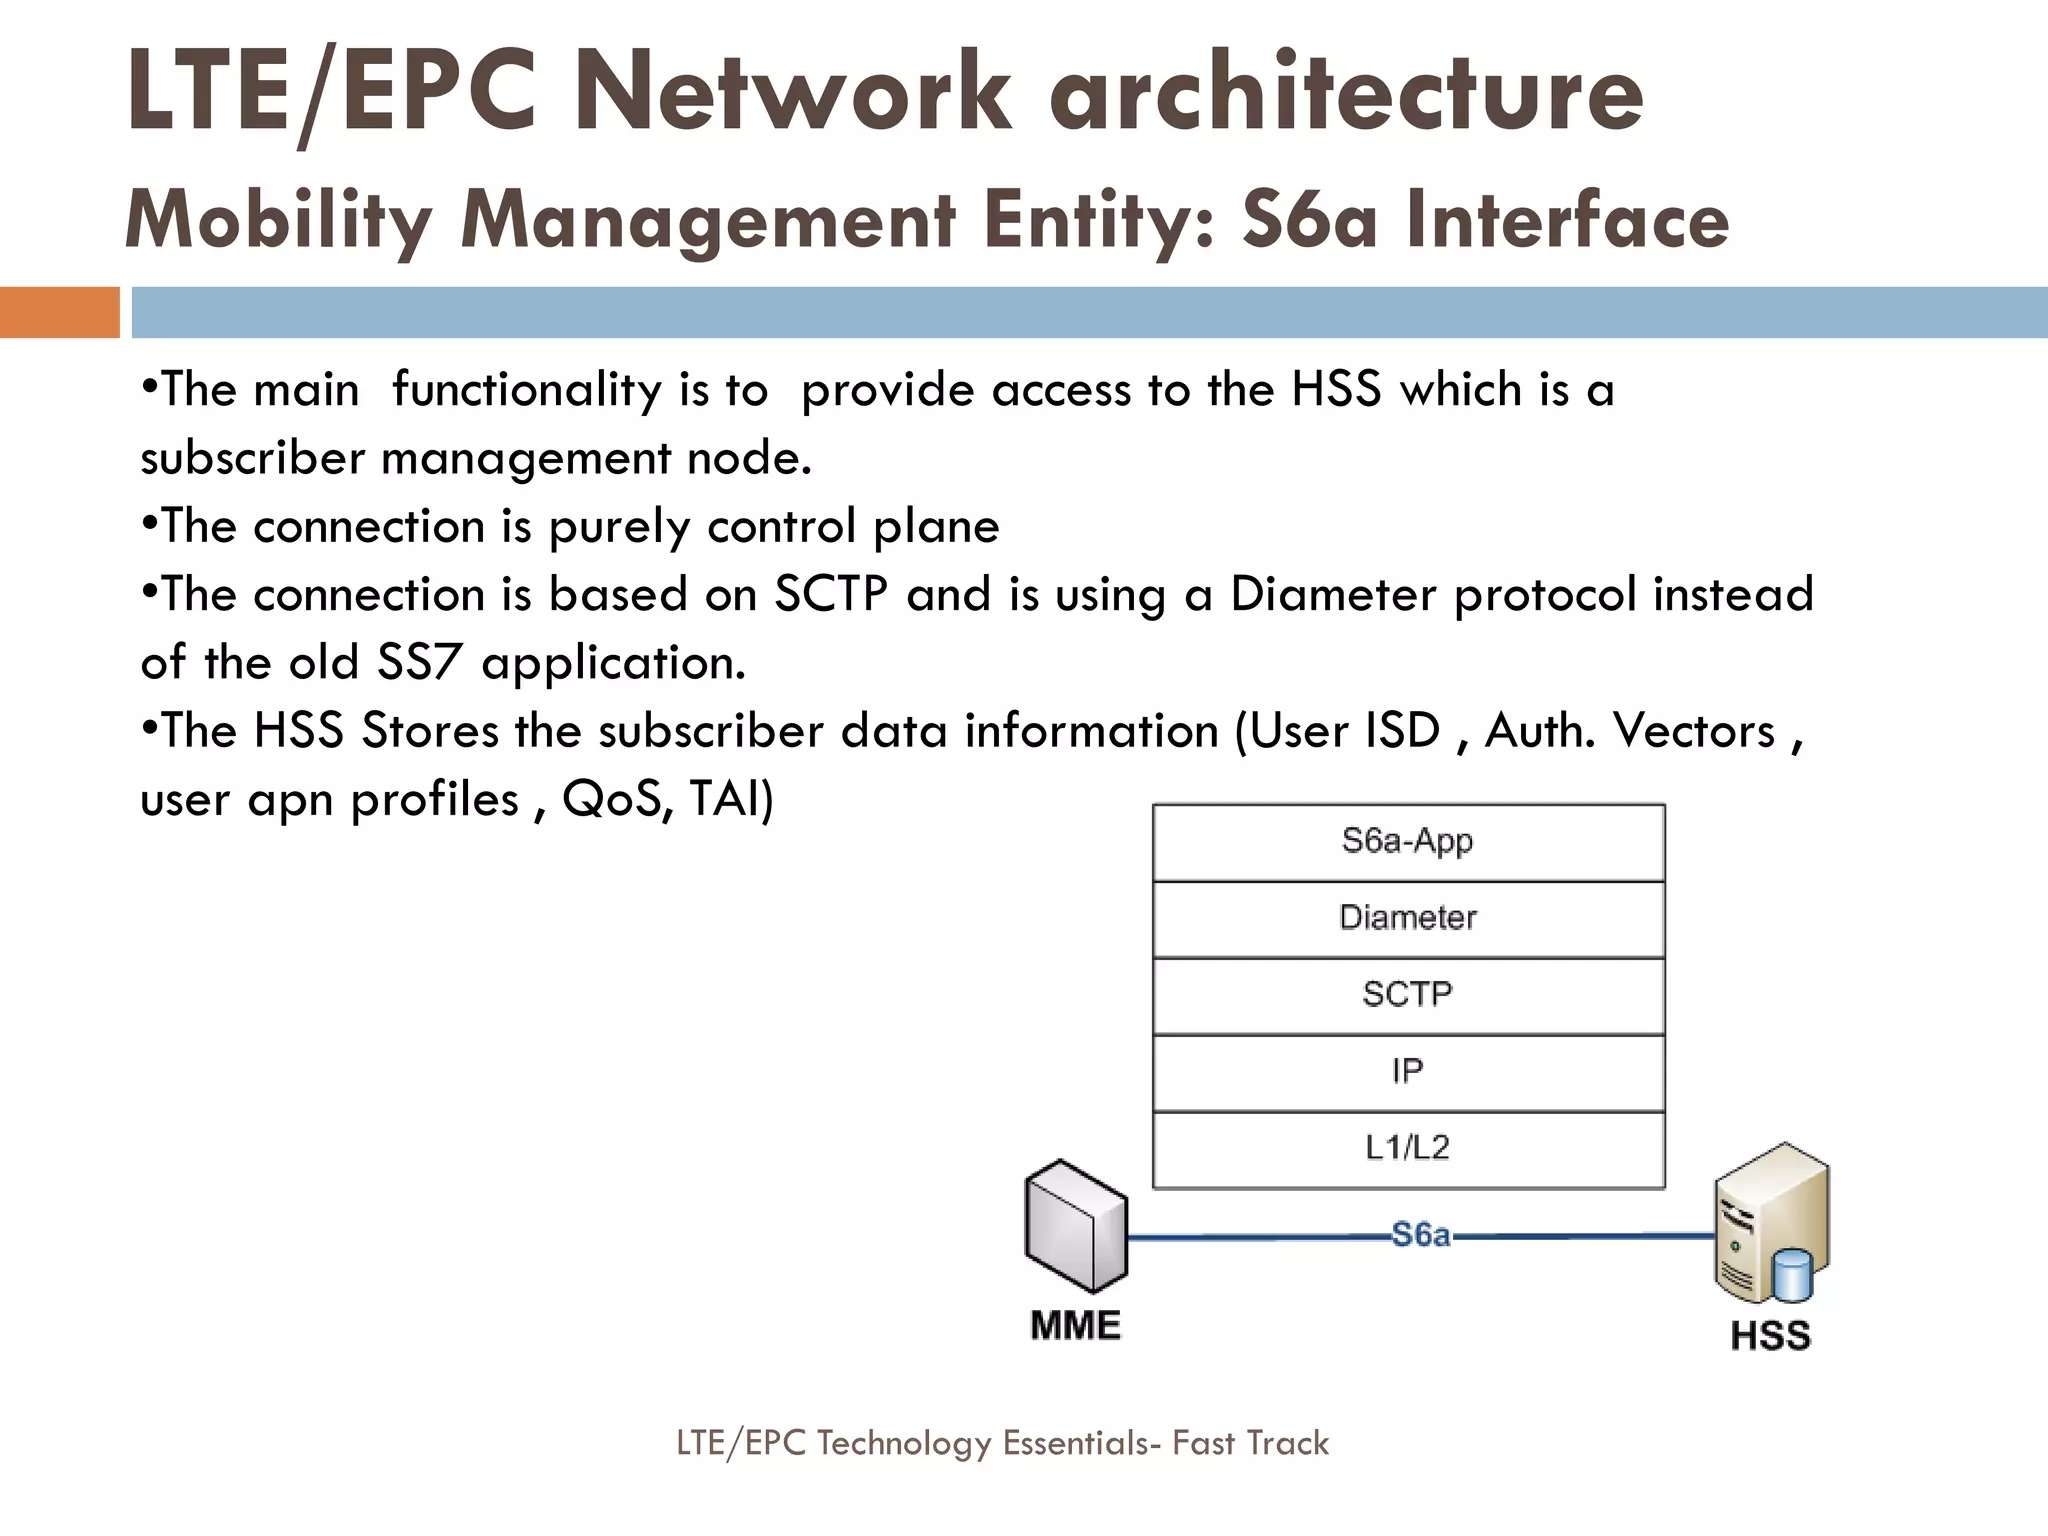 LTE/EPC Network architecture
Mobility Management Entity: S6a Interface
•The main  functionality is to  provide access to the HSS which is a
subscriber management node.
•The connection is purely control plane
•The connection is based on SCTP and is using a Diameter protocol instead
of the old SS7 application.
•The HSS Stores the subscriber data information (User ISD , Auth. Vectors ,
user apn profiles , QoS, TAI)
S6a-App
Diameter
SCTP
IP
L1/L2
S6a
MME
HSS
LTE/EPC Technology Essentials- Fast Track